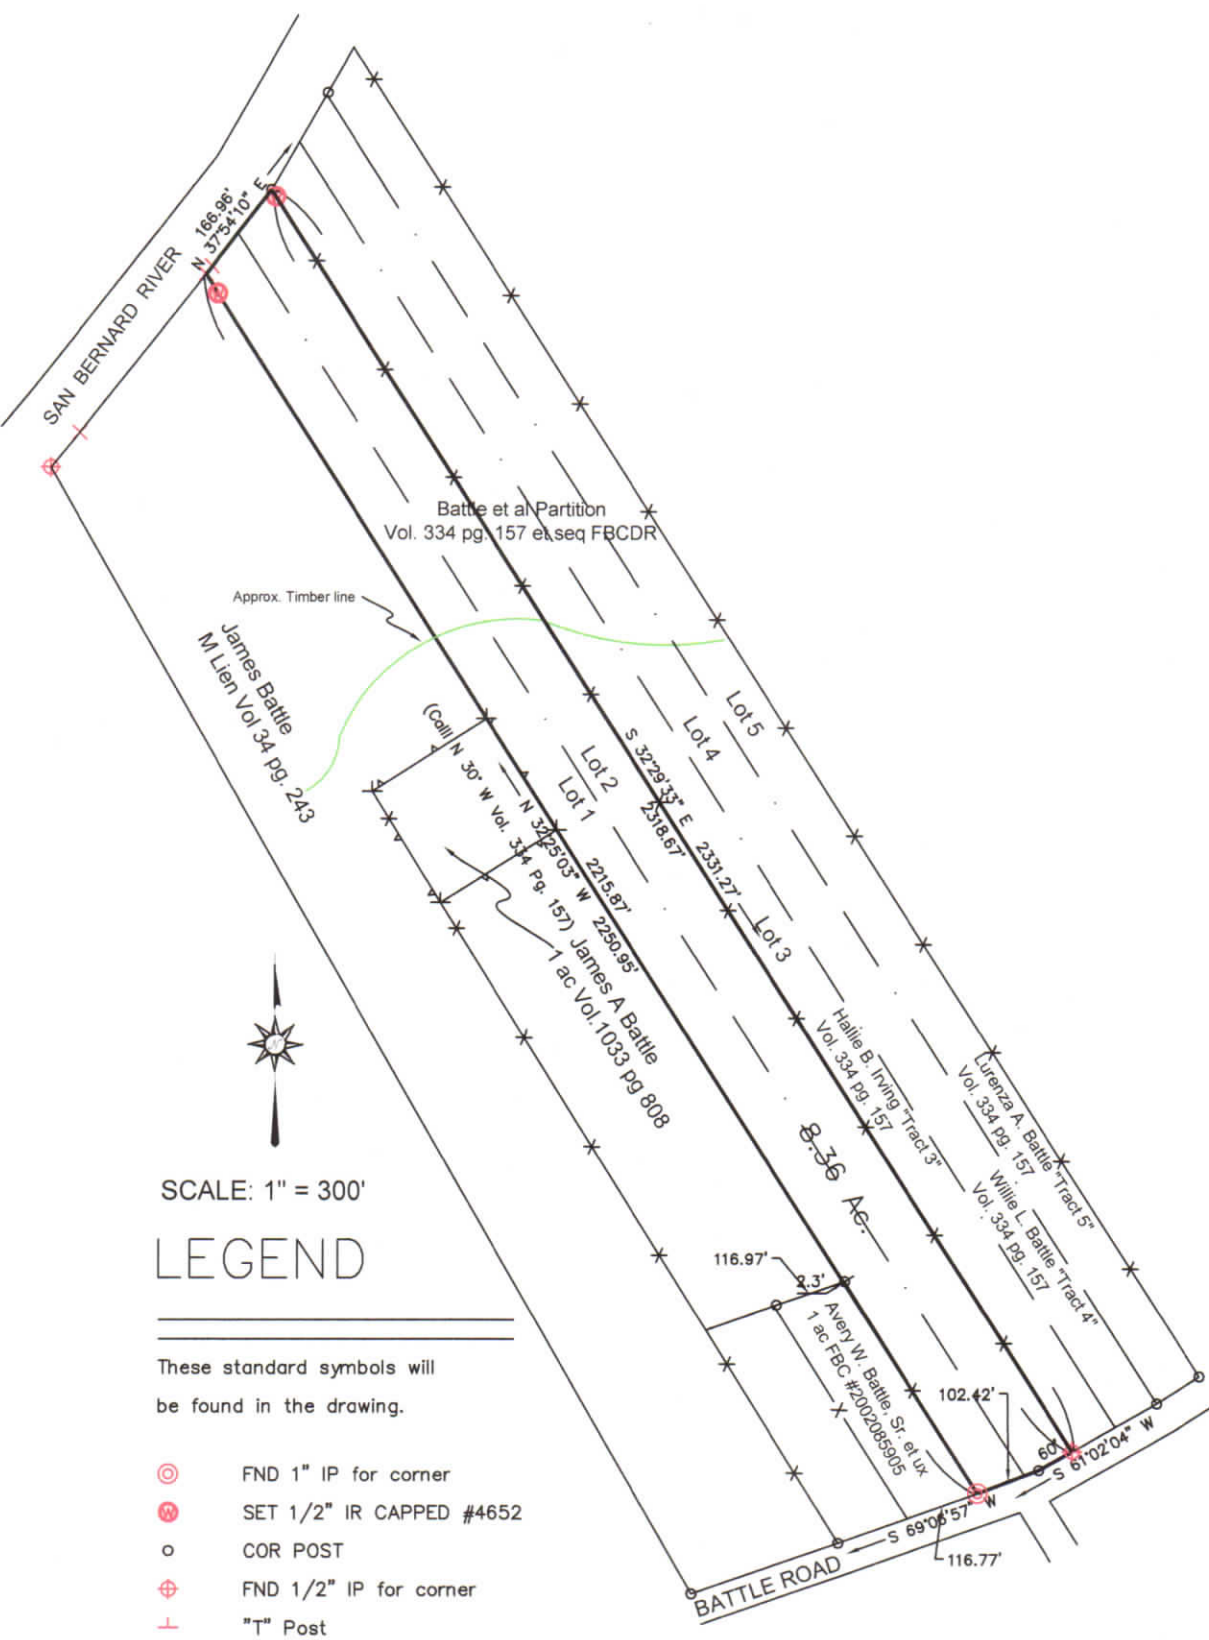 166.96'
N 37°54'10" E
SAN BERNARD RIVER
Battle et al Partition
Vol. 334 pg. 157 et seq FBCDR
Approx. Timber line
James Battle
M Lien Vol 34 pg. 243
Lot 5
Lot 4
Lot 2
Lot 1
Lot 3
S 32°29'33" E 2331.27'
2318.67'
(Call) N 30° W Vol. 334 Pg. 157)
N 32°25'03" W 2250.95'
2215.87'
James A Battle
1 ac Vol.1033 pg 808
Hallie B. Irving "Tract 3"
Vol. 334 pg. 157
Lurenza A. Battle "Tract 5"
Vol. 334 pg. 157
Willie L. Battle "Tract 4"
Vol. 334 pg. 157
8.36 Ac.
N
SCALE: 1" = 300'
LEGEND
116.97'
2.3'
Avery W. Battle, Sr. et ux
1 ac FBC #2002085905
102.42'
60'
S 61°02'04" W
S 69°06'57" W
116.77'
BATTLE ROAD
These standard symbols will
be found in the drawing.
FND 1" IP for corner
SET 1/2" IR CAPPED #4652
COR POST
FND 1/2" IP for corner
"T" Post